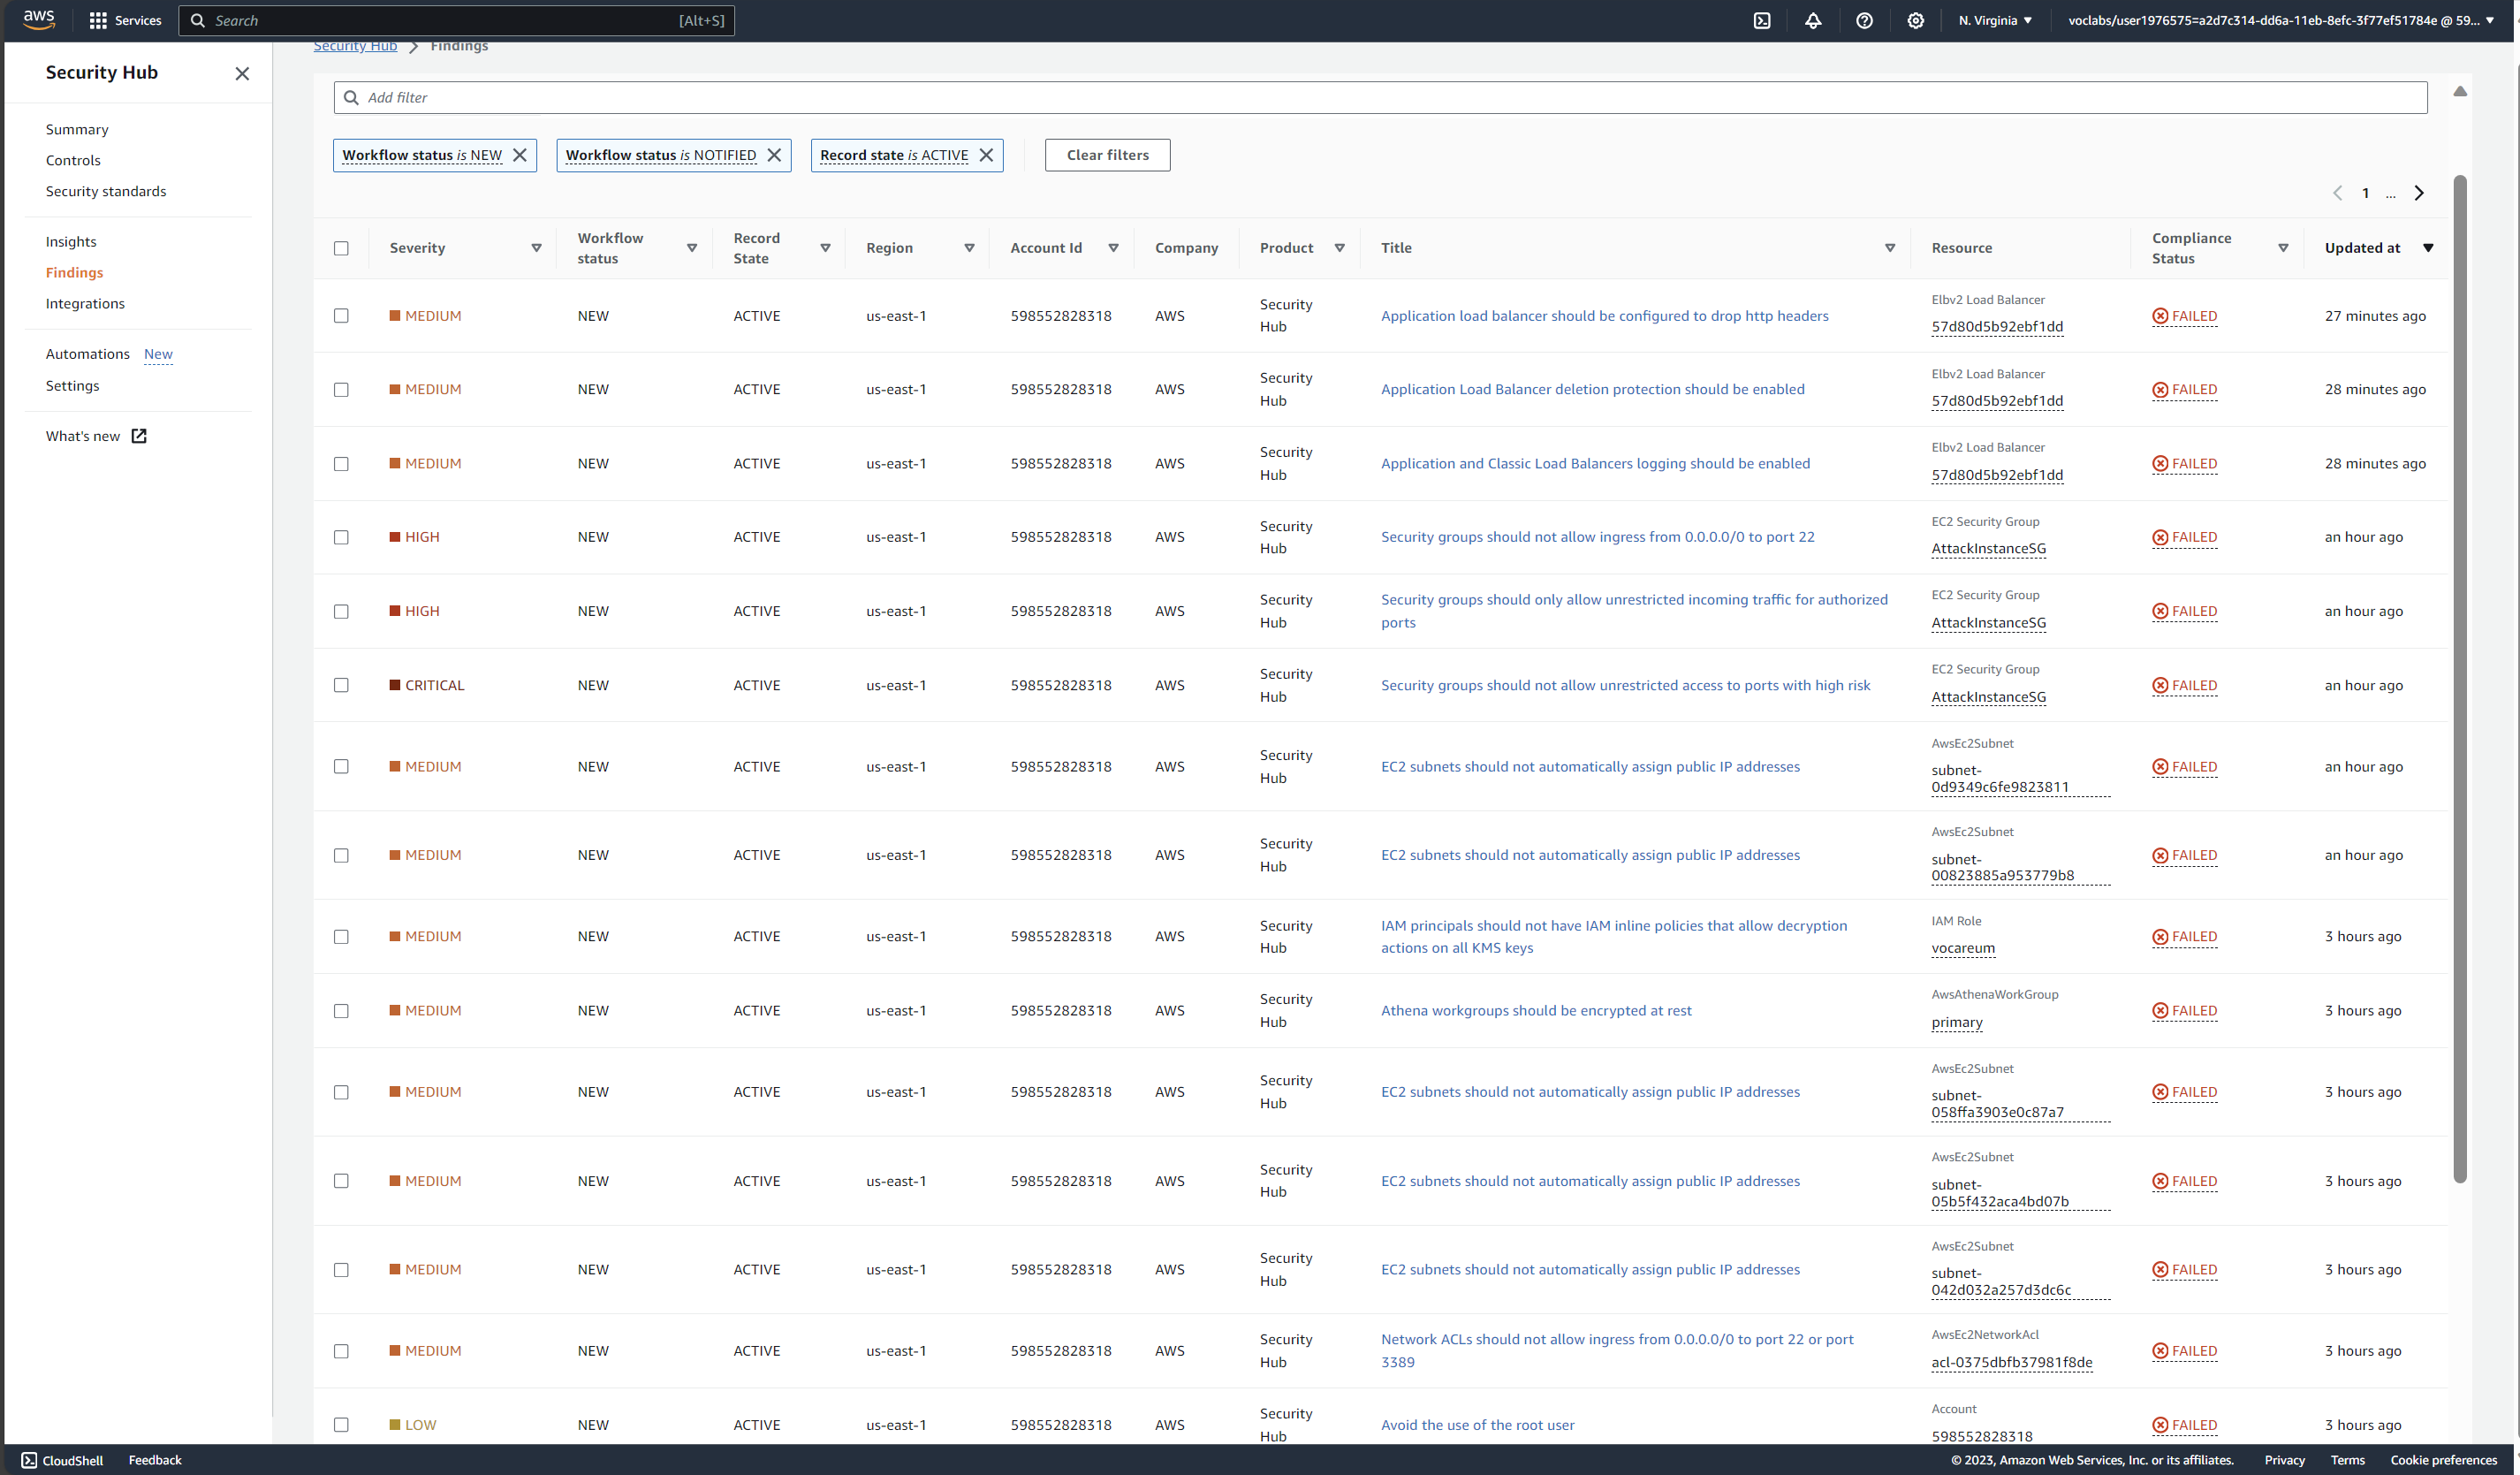 aws
Services
Search [Alt+S]
N. Virginia
voclabs/user1976575=a2d7c314-dd6a-11eb-8efc-3f77ef51784e @ 59...
Security Hub
Summary
Controls
Security standards
Insights
Findings
Integrations
Automations New
Settings
What's new
Security Hub > Findings
Add filter
Workflow status is NEW
Workflow status is NOTIFIED
Record state is ACTIVE
Clear filters
1 ...
Severity
Workflow
status
Record
State
Region
Account Id
Company
Product
Title
Resource
Compliance
Status
Updated at
MEDIUM NEW ACTIVE us-east-1 598552828318 AWS
Security
Hub
Application load balancer should be configured to drop http headers
Elbv2 Load Balancer
57d80d5b92ebf1dd
FAILED 27 minutes ago
MEDIUM NEW ACTIVE us-east-1 598552828318 AWS
Security
Hub
Application Load Balancer deletion protection should be enabled
Elbv2 Load Balancer
57d80d5b92ebf1dd
FAILED 28 minutes ago
MEDIUM NEW ACTIVE us-east-1 598552828318 AWS
Security
Hub
Application and Classic Load Balancers logging should be enabled
Elbv2 Load Balancer
57d80d5b92ebf1dd
FAILED 28 minutes ago
HIGH NEW ACTIVE us-east-1 598552828318 AWS
Security
Hub
Security groups should not allow ingress from 0.0.0.0/0 to port 22
EC2 Security Group
AttackInstanceSG
FAILED an hour ago
HIGH NEW ACTIVE us-east-1 598552828318 AWS
Security
Hub
Security groups should only allow unrestricted incoming traffic for authorized
ports
EC2 Security Group
AttackInstanceSG
FAILED an hour ago
CRITICAL NEW ACTIVE us-east-1 598552828318 AWS
Security
Hub
Security groups should not allow unrestricted access to ports with high risk
EC2 Security Group
AttackInstanceSG
FAILED an hour ago
MEDIUM NEW ACTIVE us-east-1 598552828318 AWS
Security
Hub
EC2 subnets should not automatically assign public IP addresses
AwsEc2Subnet
subnet-
0d9349c6fe9823811
FAILED an hour ago
MEDIUM NEW ACTIVE us-east-1 598552828318 AWS
Security
Hub
EC2 subnets should not automatically assign public IP addresses
AwsEc2Subnet
subnet-
00823885a953779b8
FAILED an hour ago
MEDIUM NEW ACTIVE us-east-1 598552828318 AWS
Security
Hub
IAM principals should not have IAM inline policies that allow decryption
actions on all KMS keys
IAM Role
vocareum
FAILED 3 hours ago
MEDIUM NEW ACTIVE us-east-1 598552828318 AWS
Security
Hub
Athena workgroups should be encrypted at rest
AwsAthenaWorkGroup
primary
FAILED 3 hours ago
MEDIUM NEW ACTIVE us-east-1 598552828318 AWS
Security
Hub
EC2 subnets should not automatically assign public IP addresses
AwsEc2Subnet
subnet-
058ffa3903e0c87a7
FAILED 3 hours ago
MEDIUM NEW ACTIVE us-east-1 598552828318 AWS
Security
Hub
EC2 subnets should not automatically assign public IP addresses
AwsEc2Subnet
subnet-
05b5f432aca4bd07b
FAILED 3 hours ago
MEDIUM NEW ACTIVE us-east-1 598552828318 AWS
Security
Hub
EC2 subnets should not automatically assign public IP addresses
AwsEc2Subnet
subnet-
042d032a257d3dc6c
FAILED 3 hours ago
MEDIUM NEW ACTIVE us-east-1 598552828318 AWS
Security
Hub
Network ACLs should not allow ingress from 0.0.0.0/0 to port 22 or port
3389
AwsEc2NetworkAcl
acl-0375dbfb37981f8de
FAILED 3 hours ago
LOW NEW ACTIVE us-east-1 598552828318 AWS
Security
Hub
Avoid the use of the root user
Account
598552828318
FAILED 3 hours ago
CloudShell Feedback
© 2023, Amazon Web Services, Inc. or its affiliates. Privacy Terms Cookie preferences